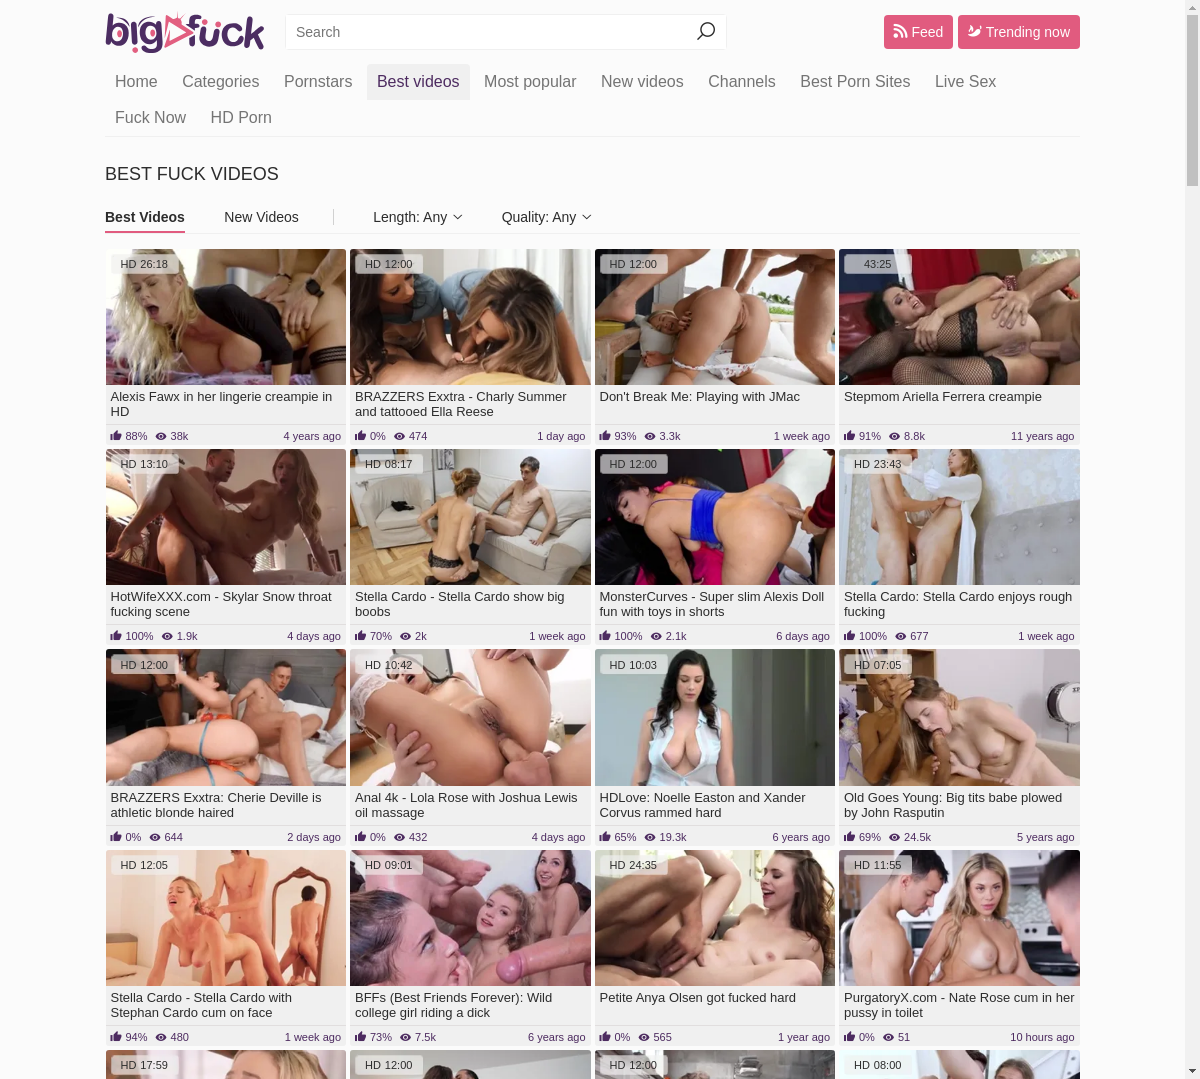 big fuck
Search
Feed
Trending now
Home Categories Pornstars Best videos Most popular New videos Channels Best Porn Sites Live Sex
Fuck Now HD Porn
BEST FUCK VIDEOS
Best Videos New Videos Length: Any Quality: Any
HD 26:18
Alexis Fawx in her lingerie creampie in
HD
88% 38k 4 years ago
HD 12:00
BRAZZERS Exxtra - Charly Summer
and tattooed Ella Reese
0% 474 1 day ago
HD 12:00
Don't Break Me: Playing with JMac
93% 3.3k 1 week ago
43:25
Stepmom Ariella Ferrera creampie
91% 8.8k 11 years ago
HD 13:10
HotWifeXXX.com - Skylar Snow throat
fucking scene
100% 1.9k 4 days ago
HD 08:17
Stella Cardo - Stella Cardo show big
boobs
70% 2k 1 week ago
HD 12:00
MonsterCurves - Super slim Alexis Doll
fun with toys in shorts
100% 2.1k 6 days ago
HD 23:43
Stella Cardo: Stella Cardo enjoys rough
fucking
100% 677 1 week ago
HD 12:00
BRAZZERS Exxtra: Cherie Deville is
athletic blonde haired
0% 644 2 days ago
HD 10:42
Anal 4k - Lola Rose with Joshua Lewis
oil massage
0% 432 4 days ago
HD 10:03
HDLove: Noelle Easton and Xander
Corvus rammed hard
65% 19.3k 6 years ago
HD 07:05
Old Goes Young: Big tits babe plowed
by John Rasputin
69% 24.5k 5 years ago
HD 12:05
Stella Cardo - Stella Cardo with
Stephan Cardo cum on face
94% 480 1 week ago
HD 09:01
BFFs (Best Friends Forever): Wild
college girl riding a dick
73% 7.5k 6 years ago
HD 24:35
Petite Anya Olsen got fucked hard
0% 565 1 year ago
HD 11:55
PurgatoryX.com - Nate Rose cum in her
pussy in toilet
0% 51 10 hours ago
HD 17:59
HD 12:00
HD 12:00
HD 08:00